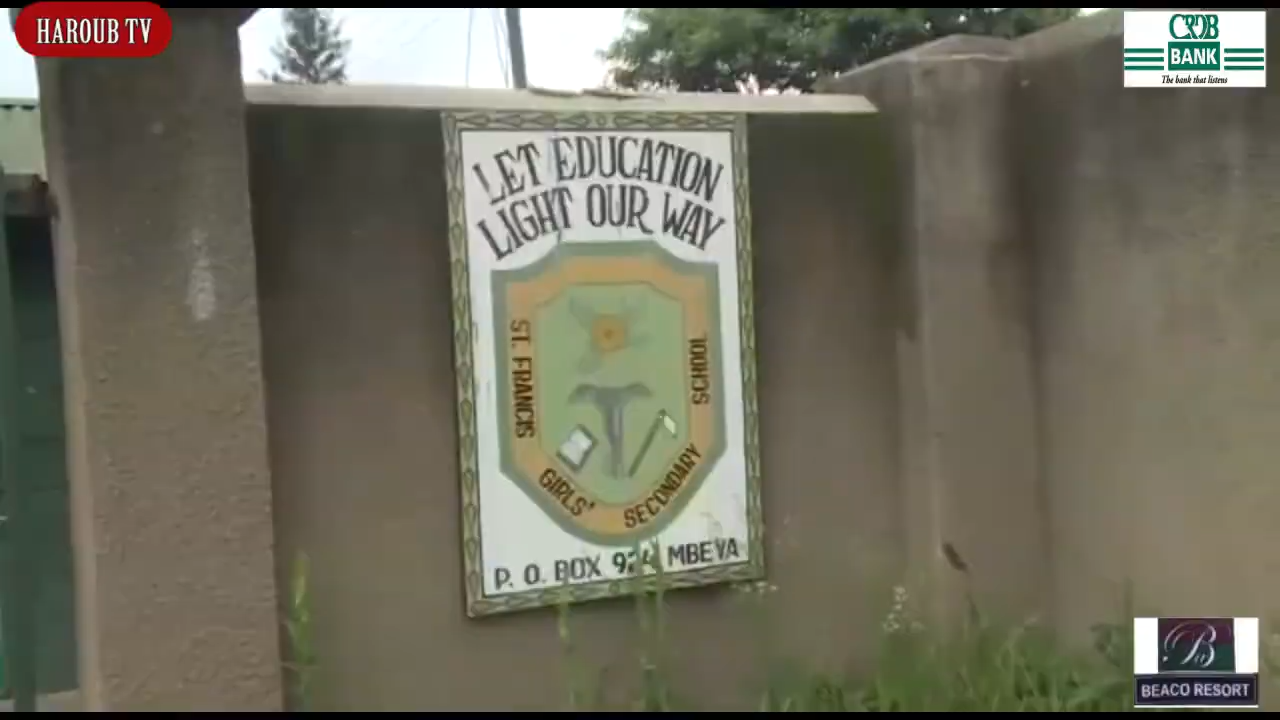 HAROUB TV
CRDB
BANK
The bank that listens
LET EDUCATION
LIGHT OUR WAY
ST. FRANCIS
GIRLS'
SECONDARY
SCHOOL
P. O. BOX MBEYA
B
BEACO RESORT